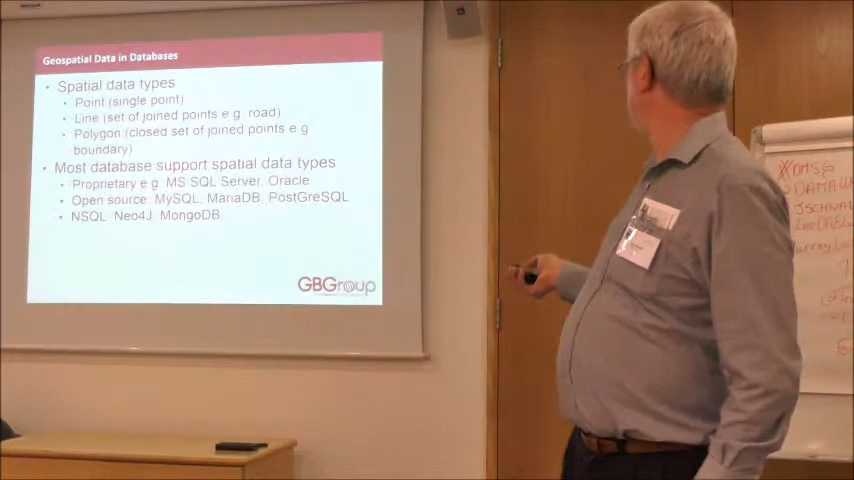 Geospatial Data in Databases
• Spatial data types
• Point (single point)
• Line (set of joined points e g road)
• Polygon (closed set of joined points e g
boundary)
• Most database support spatial data types
• Proprietary e g MS SQL Server, Oracle
• Open source MySQL, MariaDB, PostGreSQL
• NSQL Neo4J MongoDB
GBGroup